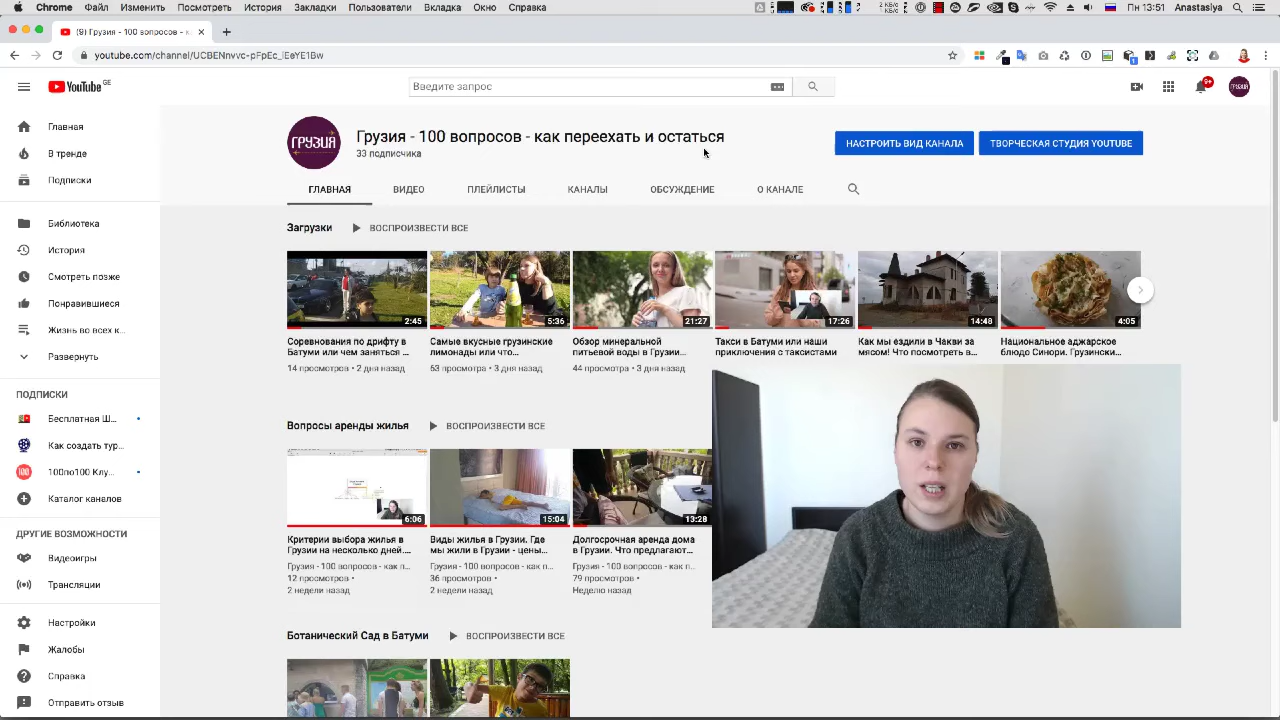 Chrome Файл Изменить Посмотреть История Закладки Пользователи Вкладка Окно Справка
Пн 13:51 Anastasiya
(9) Грузия - 100 вопросов - к
youtube.com/channel/UCBENnvvc-pFpEc_iEeYE1Bw
YouTube GE
Введите запрос
9+
ГРУЗИЯ
Главная
В тренде
Подписки
Библиотека
История
Смотреть позже
Понравившиеся
Жизнь во всех к...
Развернуть
ПОДПИСКИ
Бесплатная Ш...
Как создать тур...
100
100по100 Клу...
Каталог каналов
ДРУГИЕ ВОЗМОЖНОСТИ
Видеоигры
Трансляции
Настройки
Жалобы
Справка
Отправить отзыв
ГРУЗИЯ
Грузия - 100 вопросов - как переехать и остаться
33 подписчика
НАСТРОИТЬ ВИД КАНАЛА
ТВОРЧЕСКАЯ СТУДИЯ YOUTUBE
ГЛАВНАЯ ВИДЕО ПЛЕЙЛИСТЫ КАНАЛЫ ОБСУЖДЕНИЕ О КАНАЛЕ
Загрузки ВОСПРОИЗВЕСТИ ВСЕ
2:45
Соревнования по дрифту в
Батуми или чем заняться ...
14 просмотров • 2 дня назад
5:36
Самые вкусные грузинские
лимонады или что...
53 просмотра • 3 дня назад
21:27
Обзор минеральной
питьевой воды в Грузии...
44 просмотра • 3 дня назад
17:26
Такси в Батуми или наши
приключения с таксистами
14:48
Как мы ездили в Чакви за
мясом! Что посмотреть в...
4:05
Национальное аджарское
блюдо Синори. Грузински...
Вопросы аренды жилья ВОСПРОИЗВЕСТИ ВСЕ
6:06
Критерии выбора жилья в
Грузии на несколько дней....
Грузия - 100 вопросов - как п...
12 просмотров •
2 недели назад
15:04
Виды жилья в Грузии. Где
мы жили в Грузии - цены...
Грузия - 100 вопросов - как п...
36 просмотров •
2 недели назад
13:28
Долгосрочная аренда дома
в Грузии. Что предлагают...
Грузия - 100 вопросов - как п...
79 просмотров •
Неделю назад
Ботанический Сад в Батуми ВОСПРОИЗВЕСТИ ВСЕ